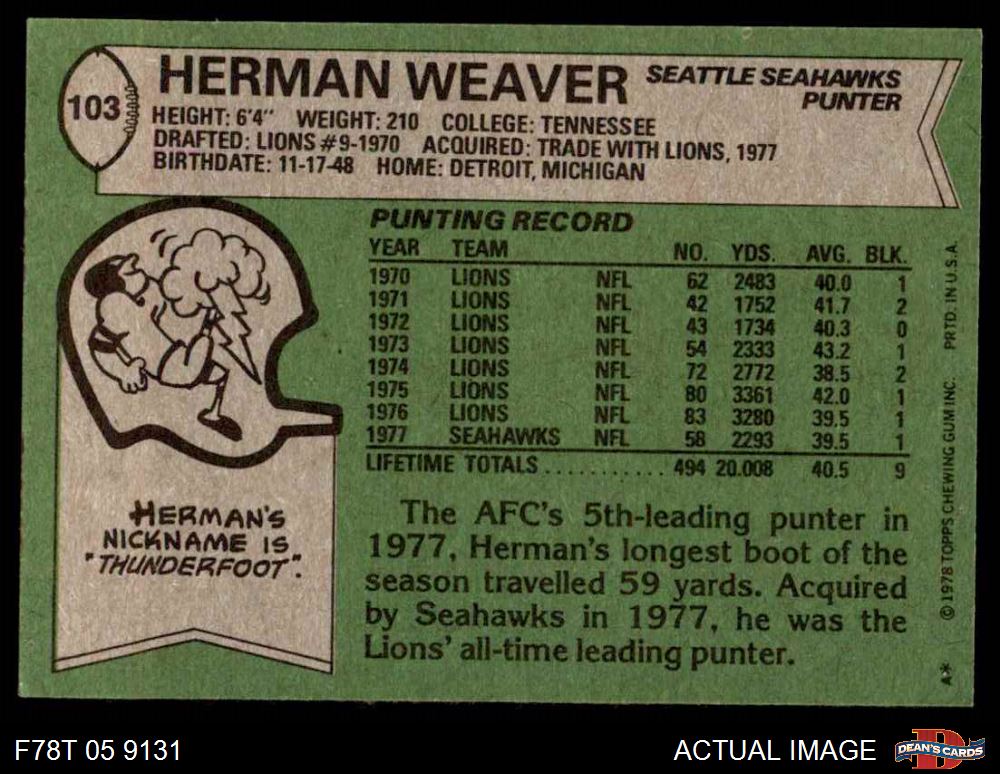 103
HERMAN WEAVER
SEATTLE SEAHAWKS
PUNTER
HEIGHT: 6'4" WEIGHT: 210 COLLEGE: TENNESSEE
DRAFTED: LIONS #9-1970 ACQUIRED: TRADE WITH LIONS, 1977
BIRTHDATE: 11-17-48 HOME: DETROIT, MICHIGAN
PUNTING RECORD
YEAR TEAM NO. YDS. AVG. BLK.
1970 LIONS NFL 62 2483 40.0 1
1971 LIONS NFL 42 1752 41.7 2
1972 LIONS NFL 43 1734 40.3 0
1973 LIONS NFL 54 2333 43.2 1
1974 LIONS NFL 72 2772 38.5 2
1975 LIONS NFL 80 3361 42.0 1
1976 LIONS NFL 83 3280 39.5 1
1977 SEAHAWKS NFL 58 2293 39.5 1
LIFETIME TOTALS........... 494 20.008 40.5 9
HERMAN'S
NICKNAME IS
"THUNDERFOOT".
The AFC's 5th-leading punter in
1977, Herman's longest boot of the
season travelled 59 yards. Acquired
by Seahawks in 1977, he was the
Lions' all-time leading punter.
A* © 1978 TOPPS CHEWING GUM INC. PRTD. IN U.S.A.
F78T 05 9131
ACTUAL IMAGE
D
DEAN'S CARDS